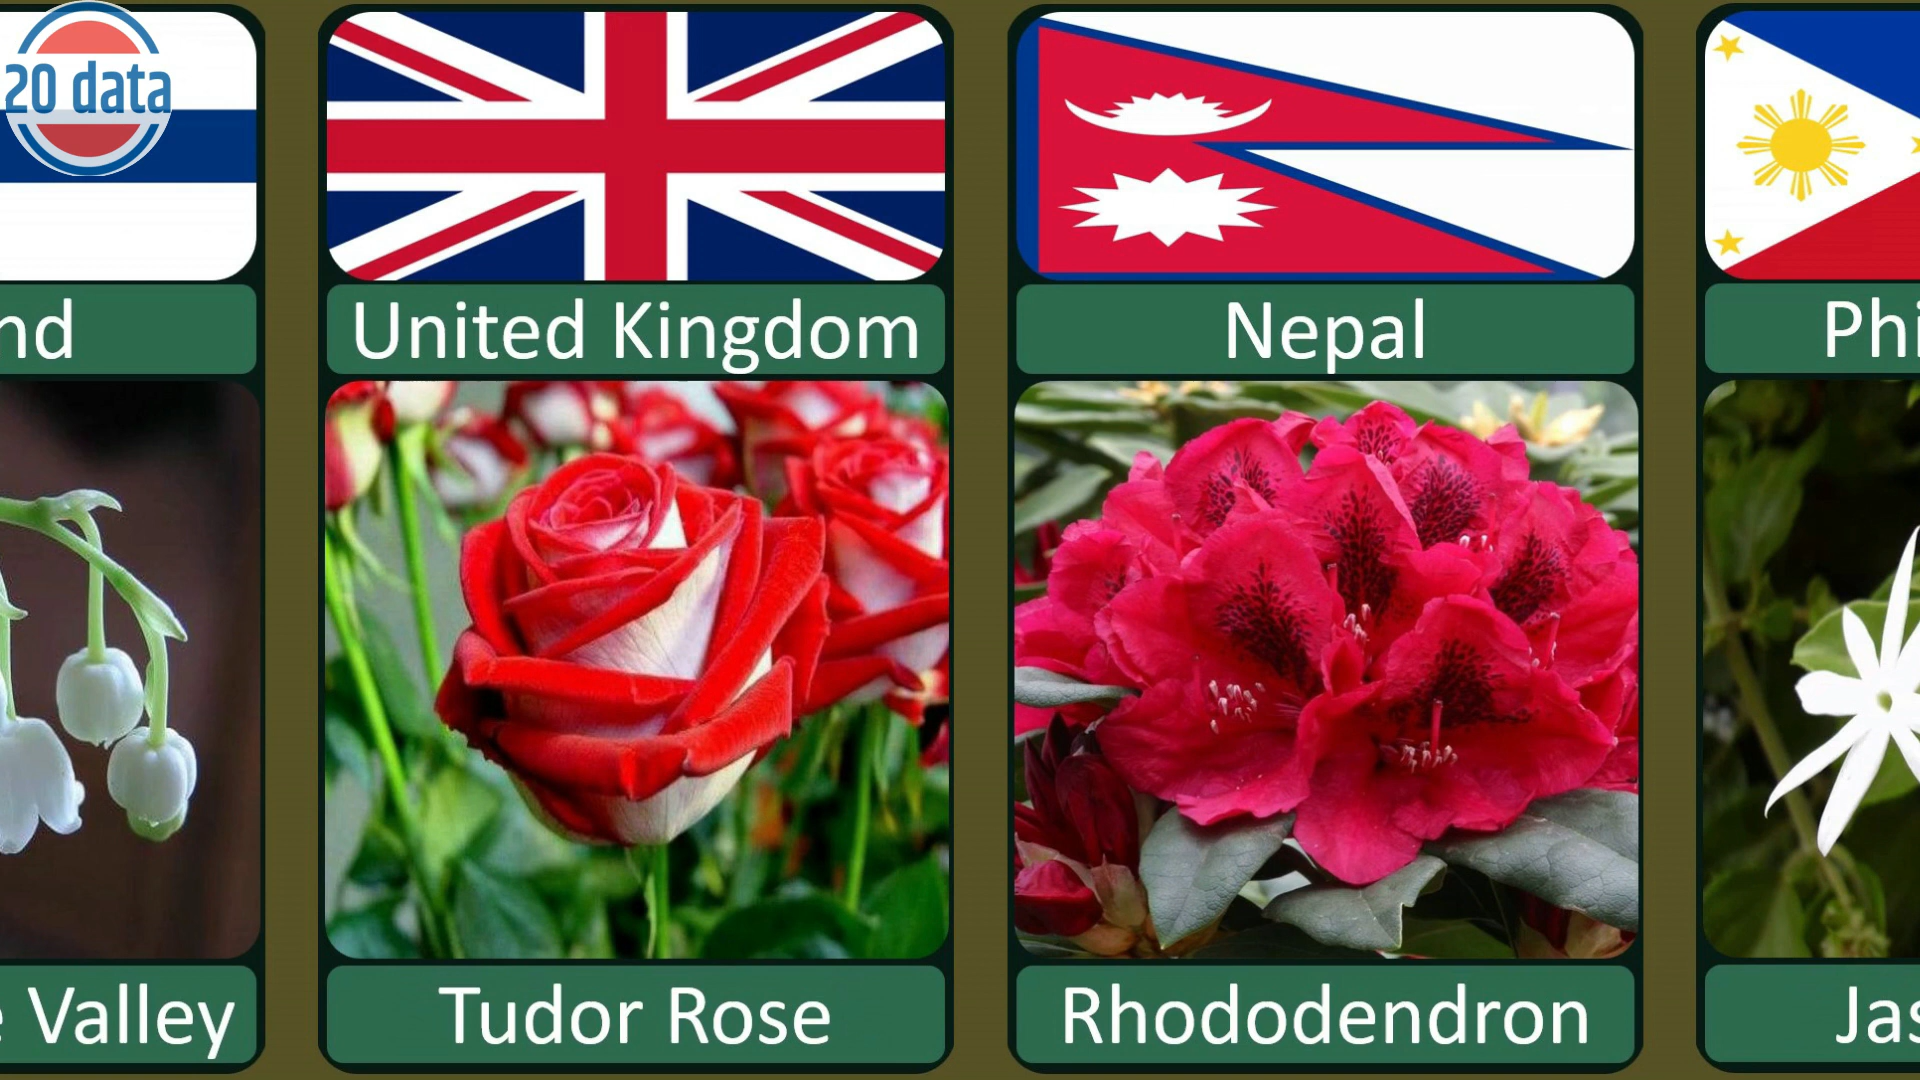 20 data
nd
United Kingdom
Nepal
Phi
e Valley
Tudor Rose
Rhododendron
Jas